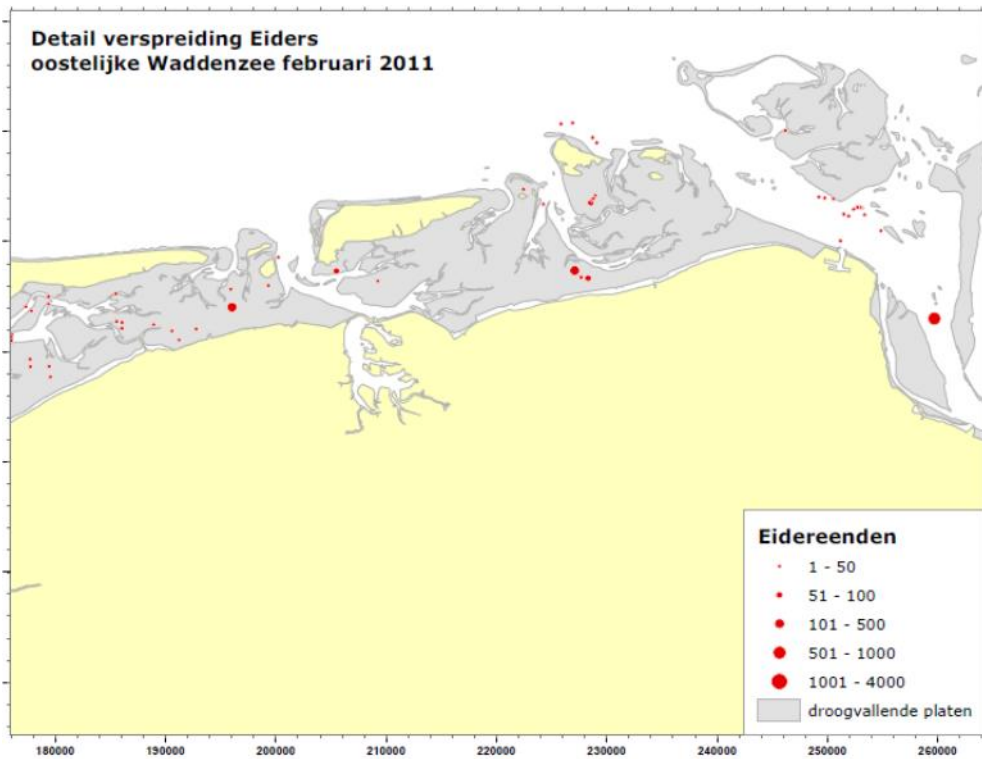 Detail verspreiding Eiders
oostelijke Waddenzee februari 2011
Eidereenden
1 - 50
51 - 100
101 - 500
501 - 1000
1001 - 4000
droogvallende platen
180000 190000 200000 210000 220000 230000 240000 250000 260000